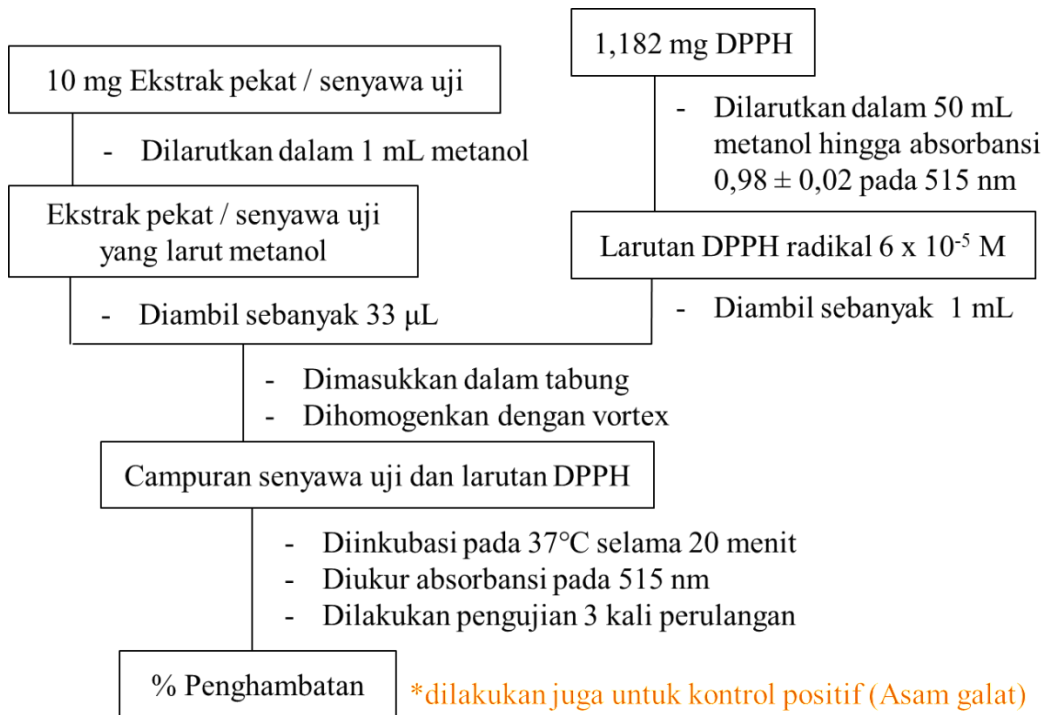 1,182 mg DPPH
10 mg Ekstrak pekat / senyawa uji
- Dilarutkan dalam 50 mL
metanol hingga absorbansi
0,98 ± 0,02 pada 515 nm
- Dilarutkan dalam 1 mL metanol
Ekstrak pekat / senyawa uji
yang larut metanol
Larutan DPPH radikal 6 x 10⁻⁵ M
- Diambil sebanyak 33 μL
- Diambil sebanyak 1 mL
- Dimasukkan dalam tabung
- Dihomogenkan dengan vortex
Campuran senyawa uji dan larutan DPPH
- Diinkubasi pada 37°C selama 20 menit
- Diukur absorbansi pada 515 nm
- Dilakukan pengujian 3 kali perulangan
% Penghambatan
*dilakukan juga untuk kontrol positif (Asam galat)